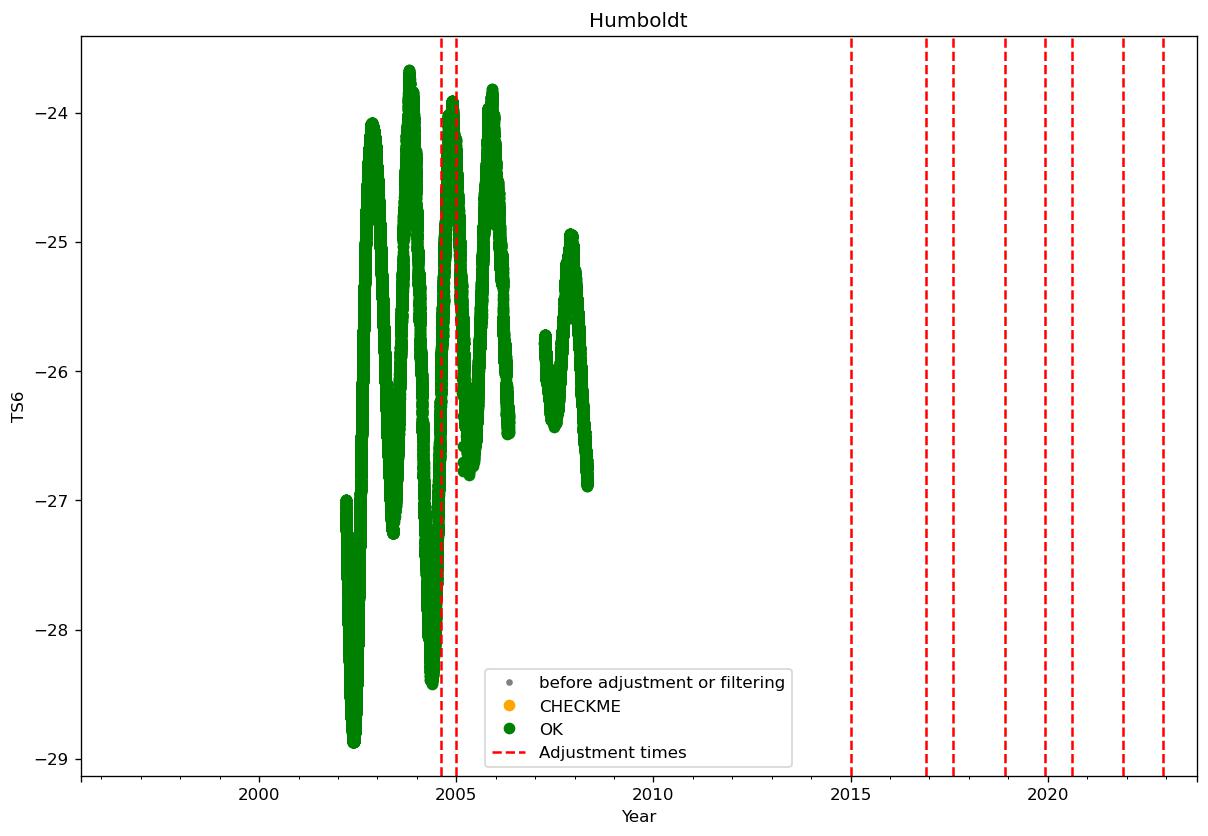 Humboldt
−24
−25
−26
−27
−28
−29
TS6
before adjustment or filtering
CHECKME
OK
Adjustment times
2000
2005
2010
2015
2020
Year